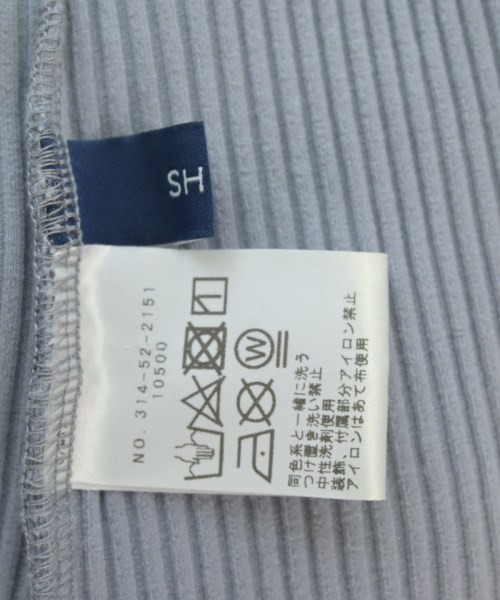 SH
NO. 314-52-2151
10500
W
同色系と一緒に洗う
つけ置き洗い禁止
中性洗剤使用
装飾、付属部分アイロン禁止
アイロンはあて布使用